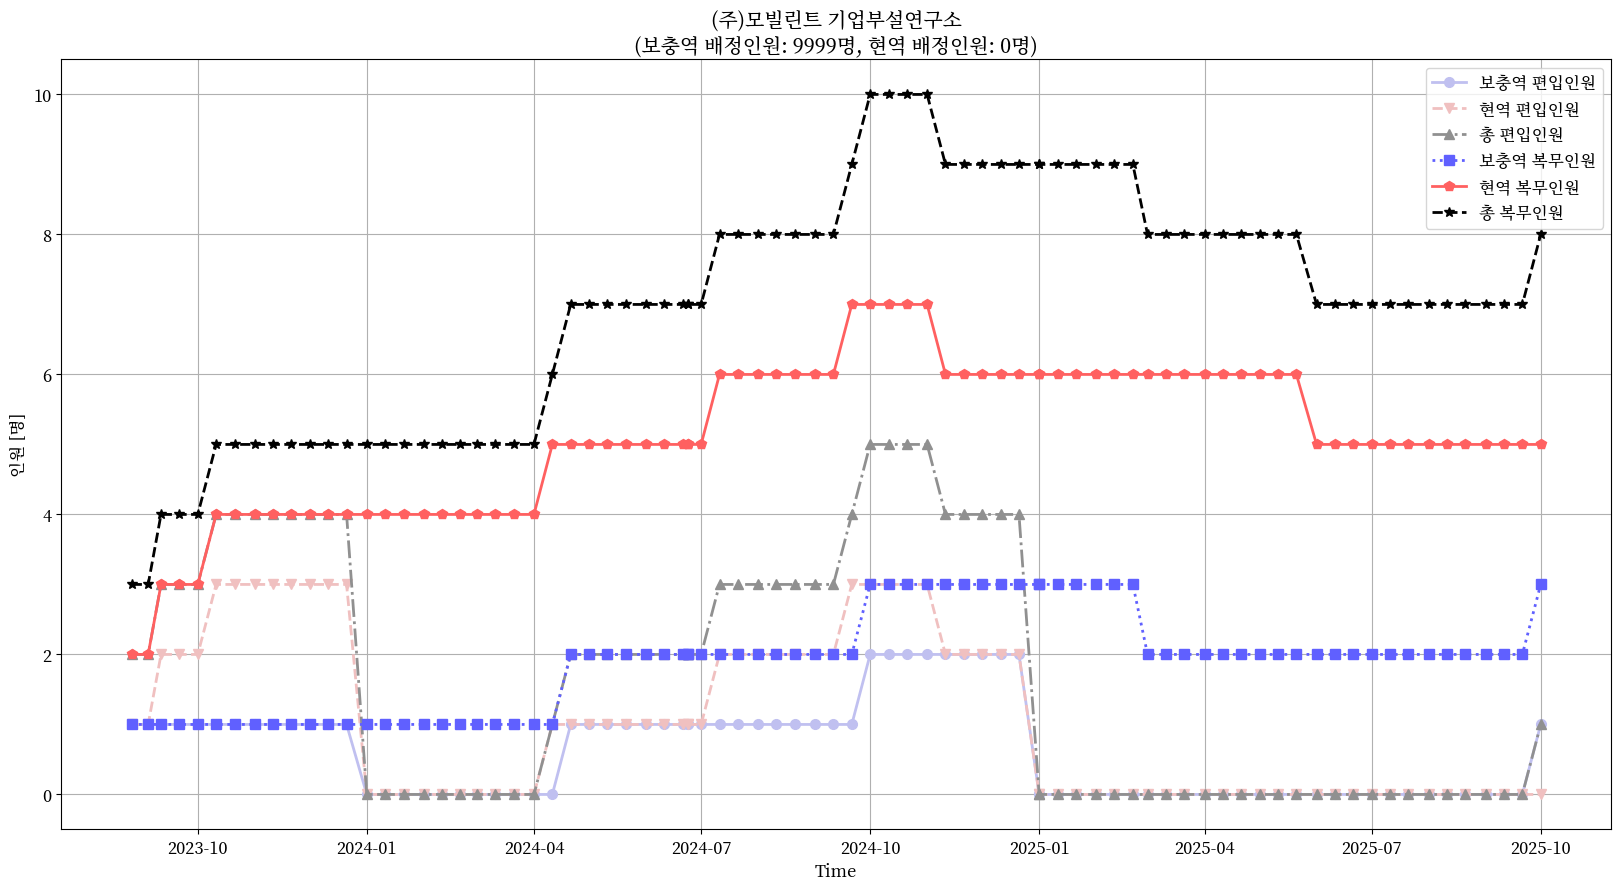 (주)모빌린트 기업부설연구소
(보충역 배정인원: 9999명, 현역 배정인원: 0명)
보충역 편입인원
현역 편입인원
총 편입인원
보충역 복무인원
현역 복무인원
총 복무인원
인원 [명]
10
8
6
4
2
0
2023-10
2024-01
2024-04
2024-07
2024-10
2025-01
2025-04
2025-07
2025-10
Time